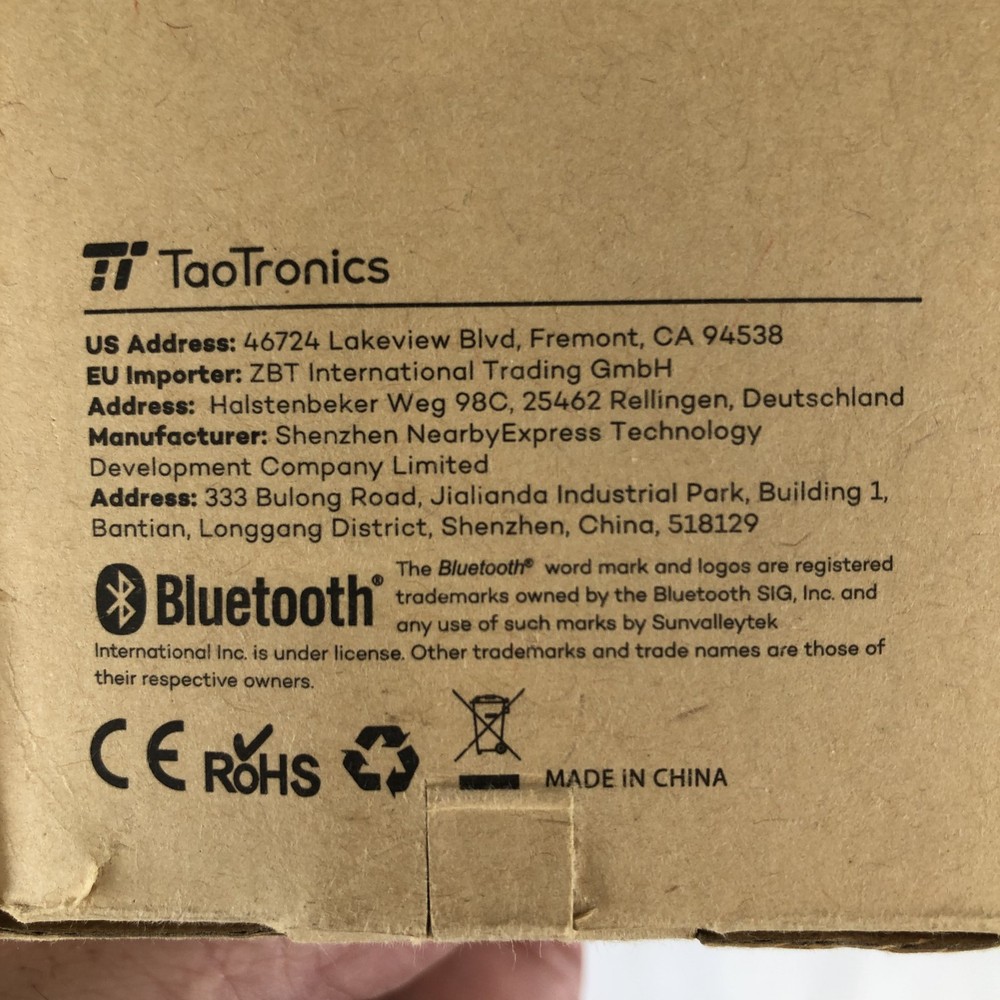 TaoTronics
US Address: 46724 Lakeview Blvd, Fremont, CA 94538
EU Importer: ZBT International Trading GmbH
Address: Halstenbeker Weg 98C, 25462 Rellingen, Deutschland
Manufacturer: Shenzhen NearbyExpress Technology
Development Company Limited
Address: 333 Bulong Road, Jialianda Industrial Park, Building 1,
Bantian, Longgang District, Shenzhen, China, 518129
Bluetooth®
The Bluetooth® word mark and logos are registered
trademarks owned by the Bluetooth SIG, Inc. and
any use of such marks by Sunvalleytek
International Inc. is under license. Other trademarks and trade names are those of
their respective owners.
CE RoHS MADE iN CHINA